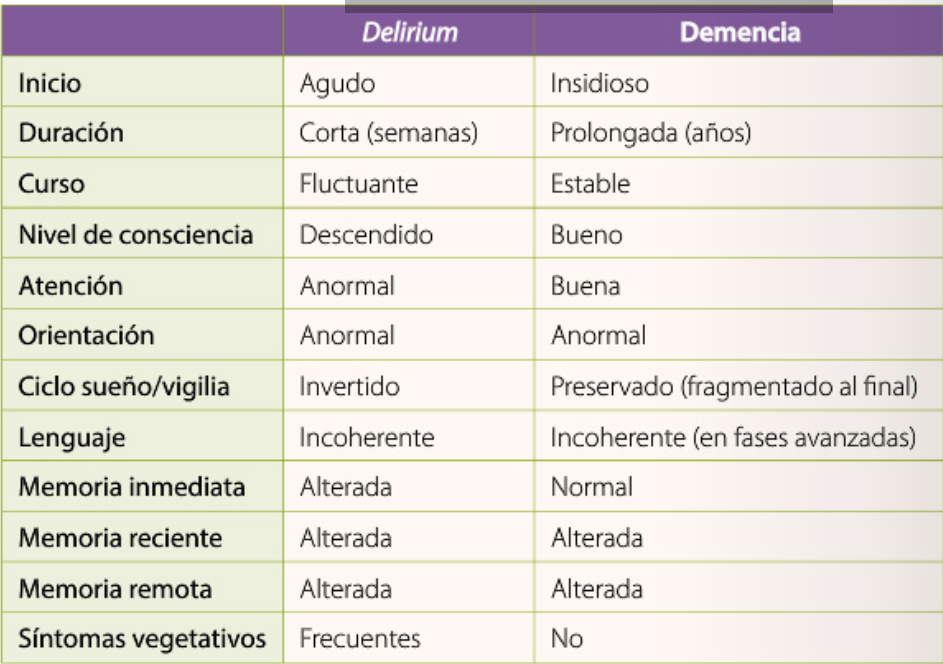 Delirium Demencia
Inicio Agudo Insidioso
Duración Corta (semanas) Prolongada (años)
Curso Fluctuante Estable
Nivel de consciencia Descendido Bueno
Atención Anormal Buena
Orientación Anormal Anormal
Ciclo sueño/vigilia Invertido Preservado (fragmentado al final)
Lenguaje Incoherente Incoherente (en fases avanzadas)
Memoria inmediata Alterada Normal
Memoria reciente Alterada Alterada
Memoria remota Alterada Alterada
Síntomas vegetativos Frecuentes No